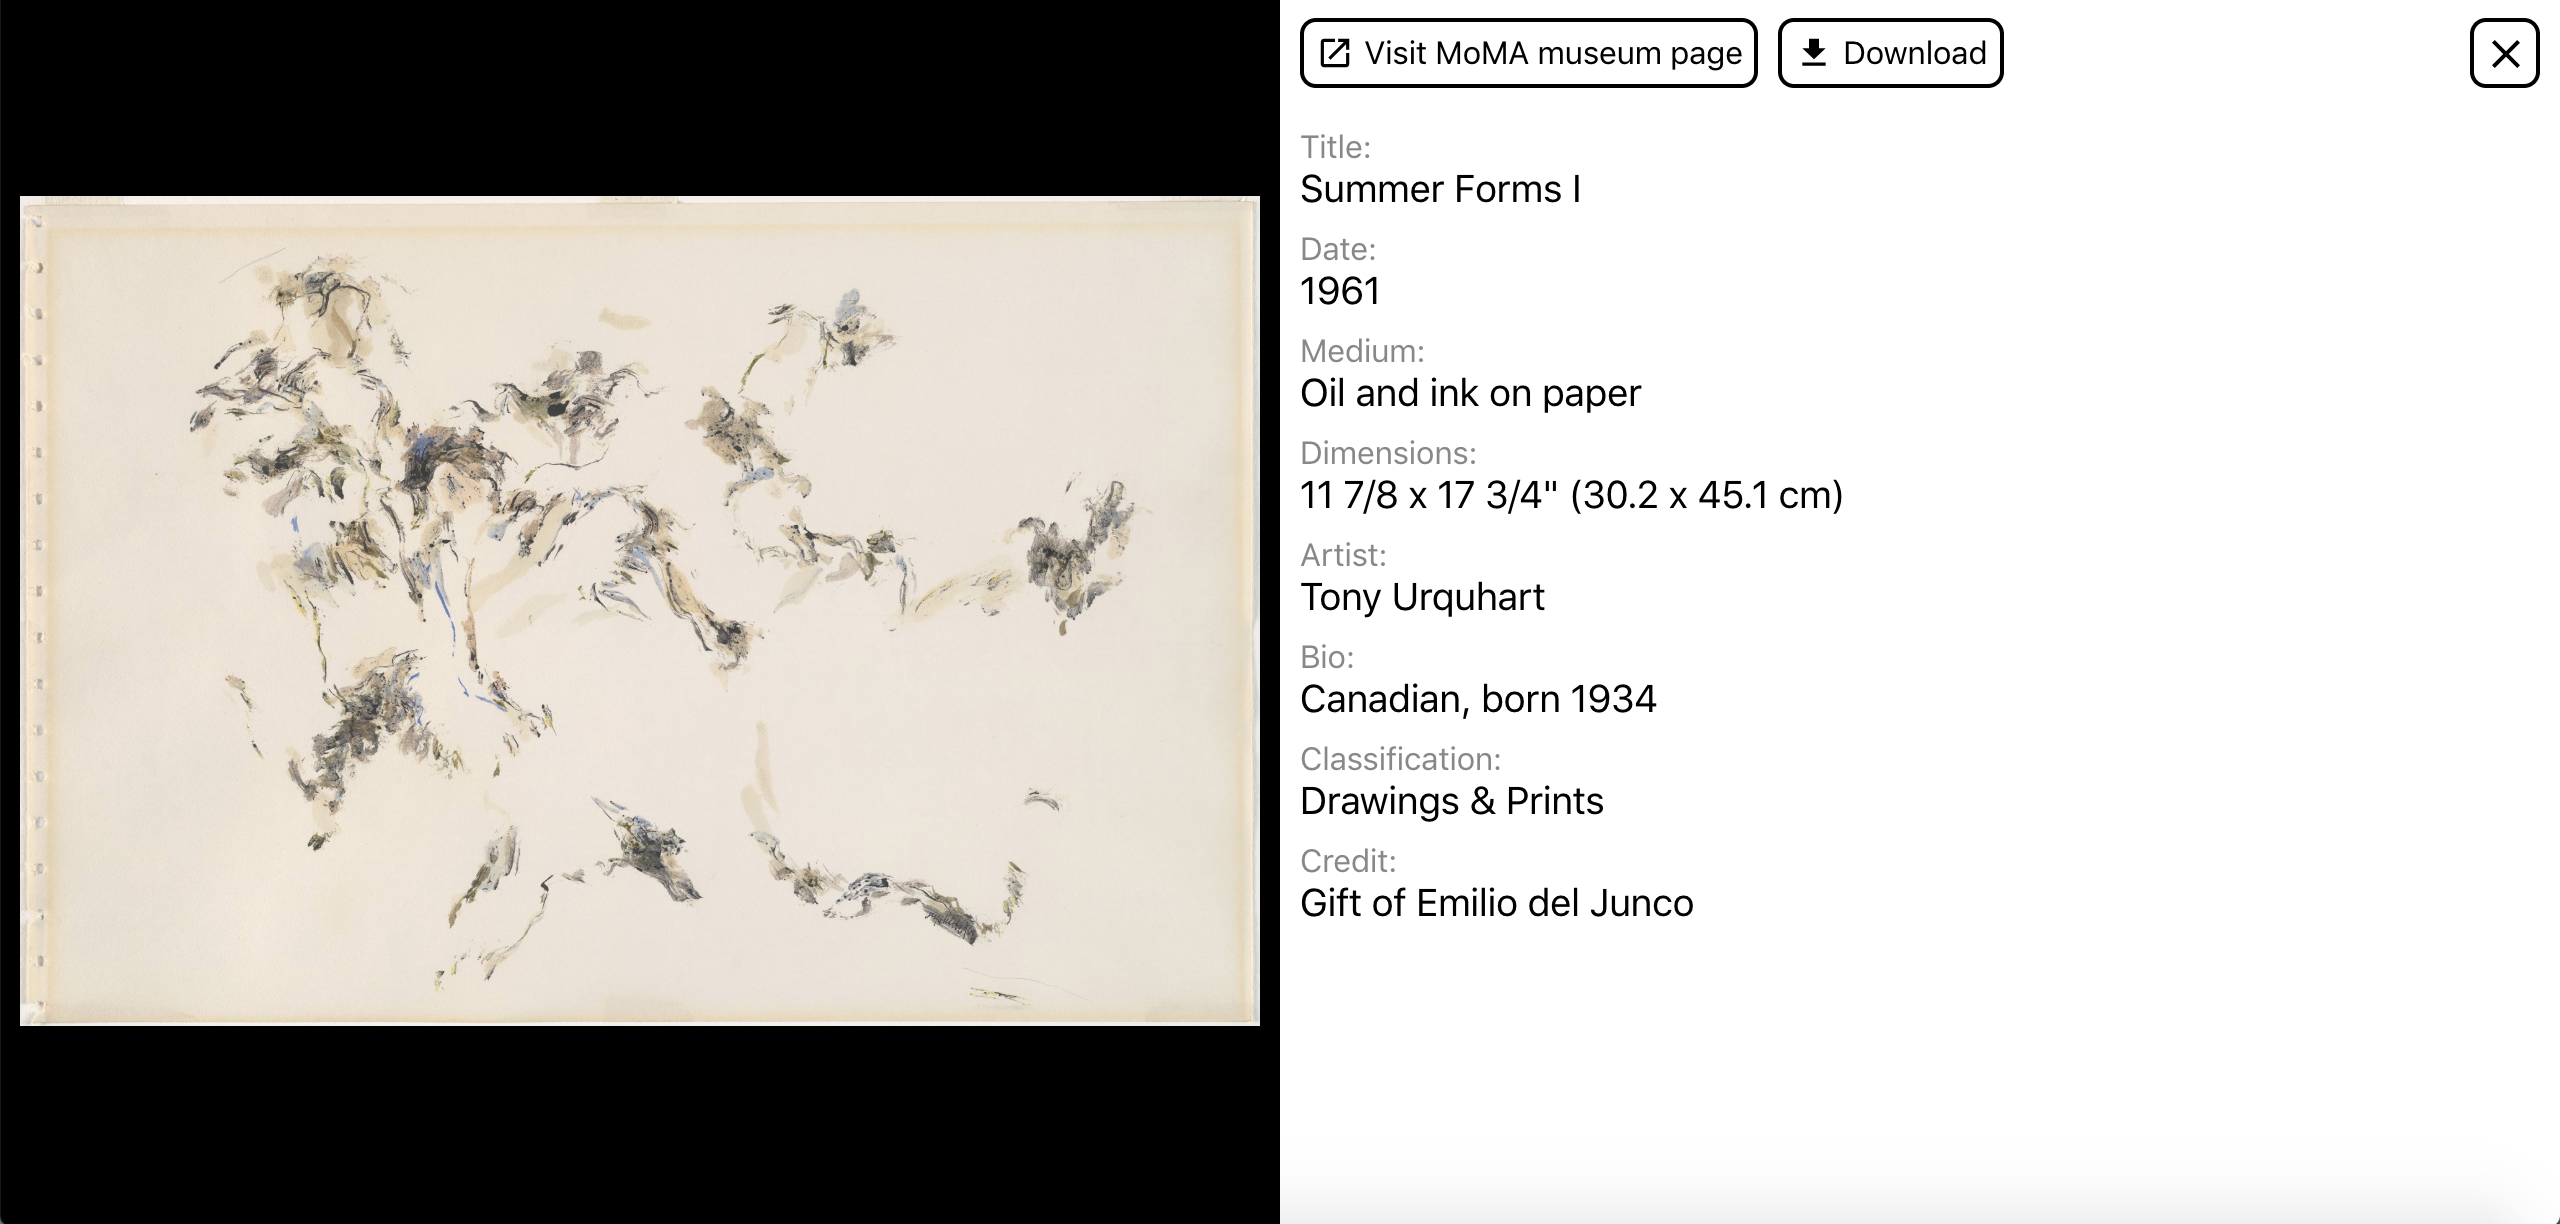 Visit MoMA museum page
Download
Title:
Summer Forms I
Date:
1961
Medium:
Oil and ink on paper
Dimensions:
11 7/8 x 17 3/4" (30.2 x 45.1 cm)
Artist:
Tony Urquhart
Bio:
Canadian, born 1934
Classification:
Drawings & Prints
Credit:
Gift of Emilio del Junco